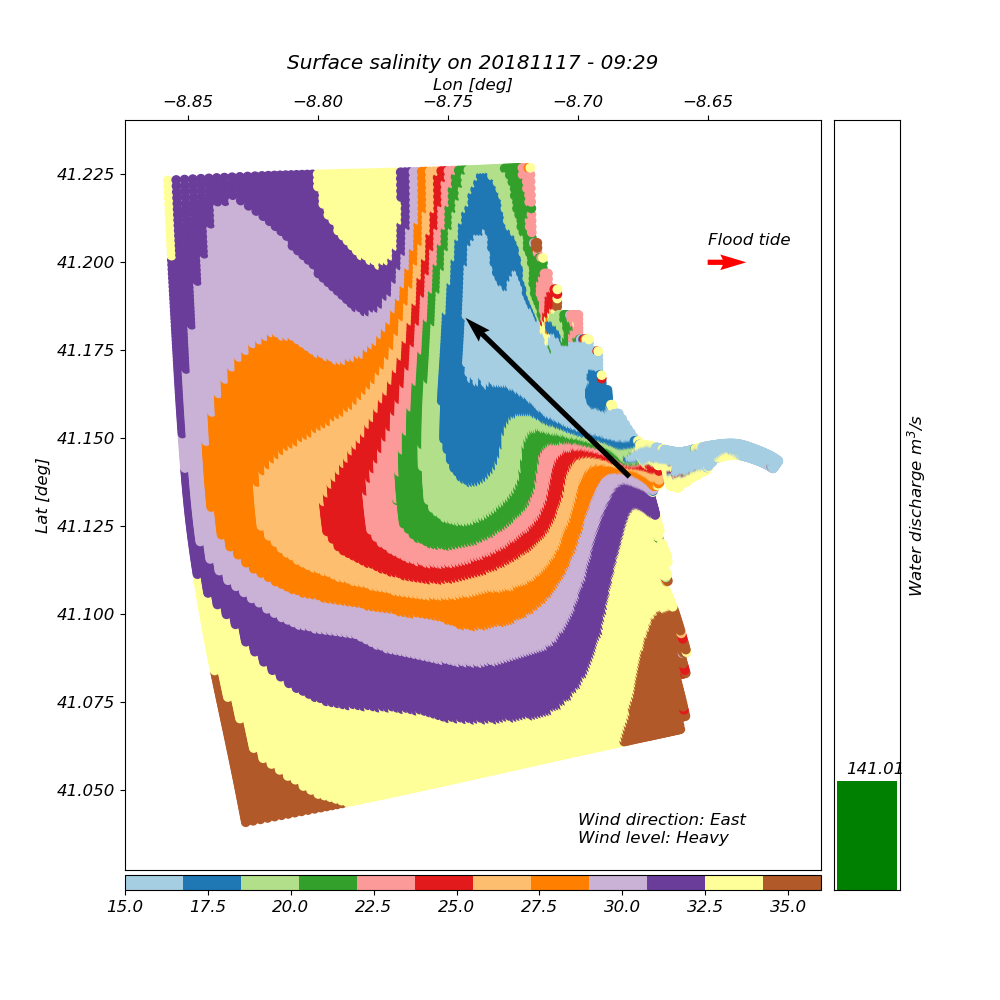 Surface salinity on 20181117 - 09:29
Lon [deg]
−8.85 −8.80 −8.75 −8.70 −8.65
41.225
41.200
41.175
41.150
41.125
41.100
41.075
41.050
Lat [deg]
Flood tide
Wind direction: East
Wind level: Heavy
141.01
Water discharge m³/s
15.0 17.5 20.0 22.5 25.0 27.5 30.0 32.5 35.0